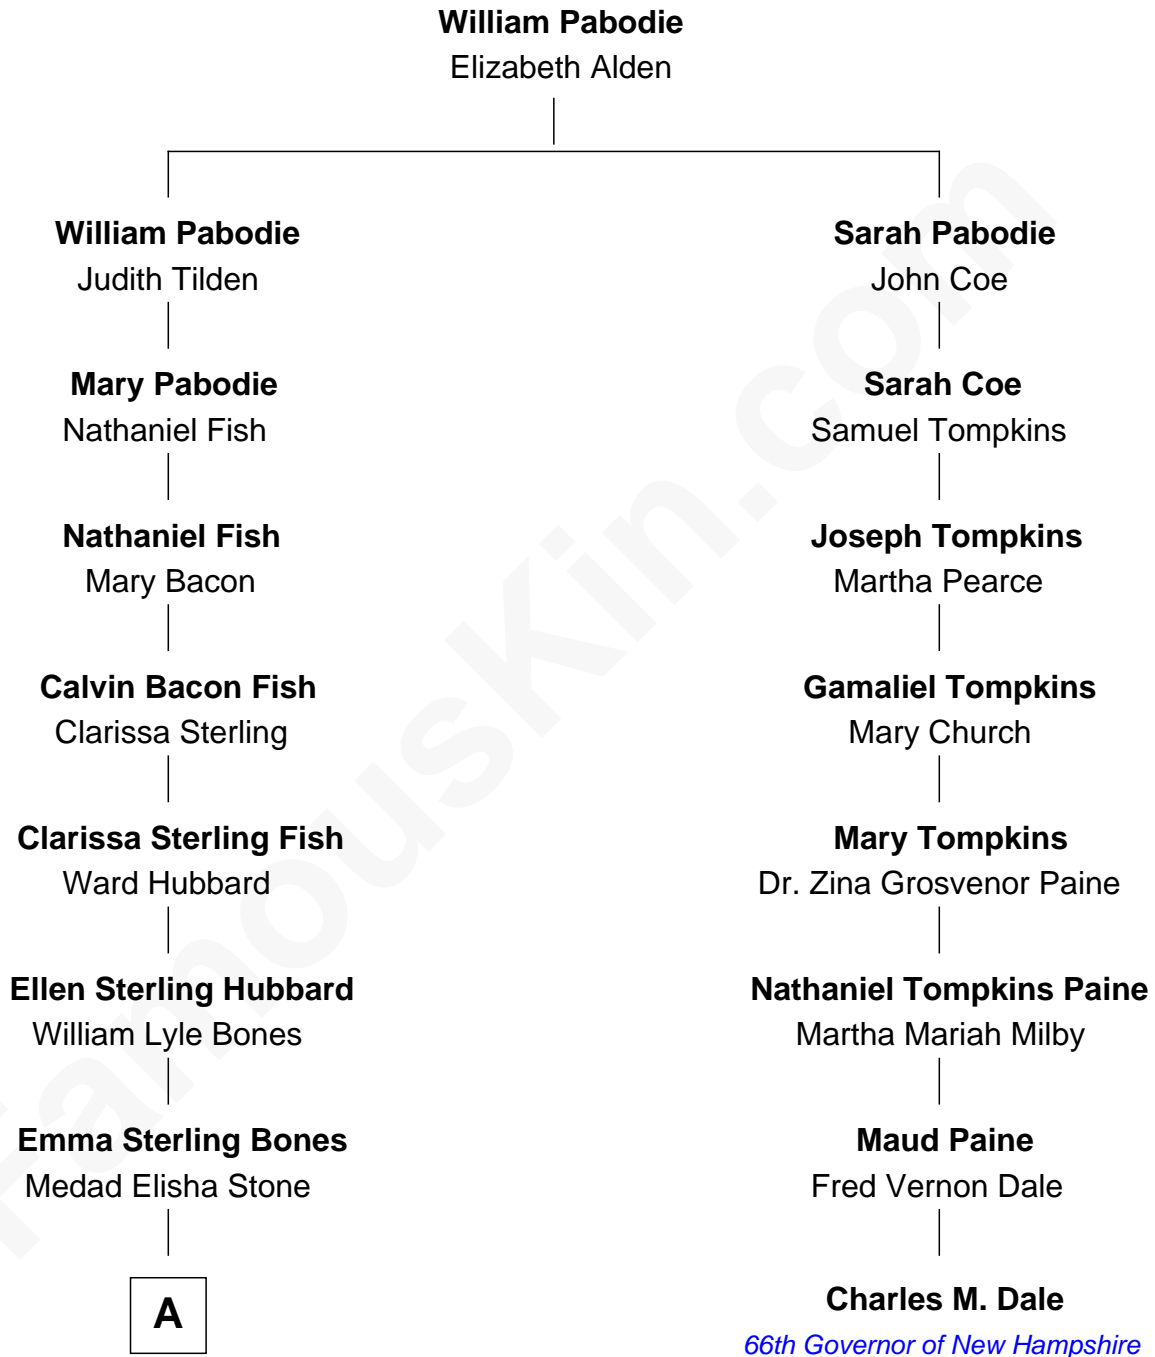 William Pabodie
Elizabeth Alden
William Pabodie
Judith Tilden
Mary Pabodie
Nathaniel Fish
Nathaniel Fish
Mary Bacon
Calvin Bacon Fish
Clarissa Sterling
Clarissa Sterling Fish
Ward Hubbard
Ellen Sterling Hubbard
William Lyle Bones
Emma Sterling Bones
Medad Elisha Stone
A
Sarah Pabodie
John Coe
Sarah Coe
Samuel Tompkins
Joseph Tompkins
Martha Pearce
Gamaliel Tompkins
Mary Church
Mary Tompkins
Dr. Zina Grosvenor Paine
Nathaniel Tompkins Paine
Martha Mariah Milby
Maud Paine
Fred Vernon Dale
Charles M. Dale
66th Governor of New Hampshire
FamousKin.com